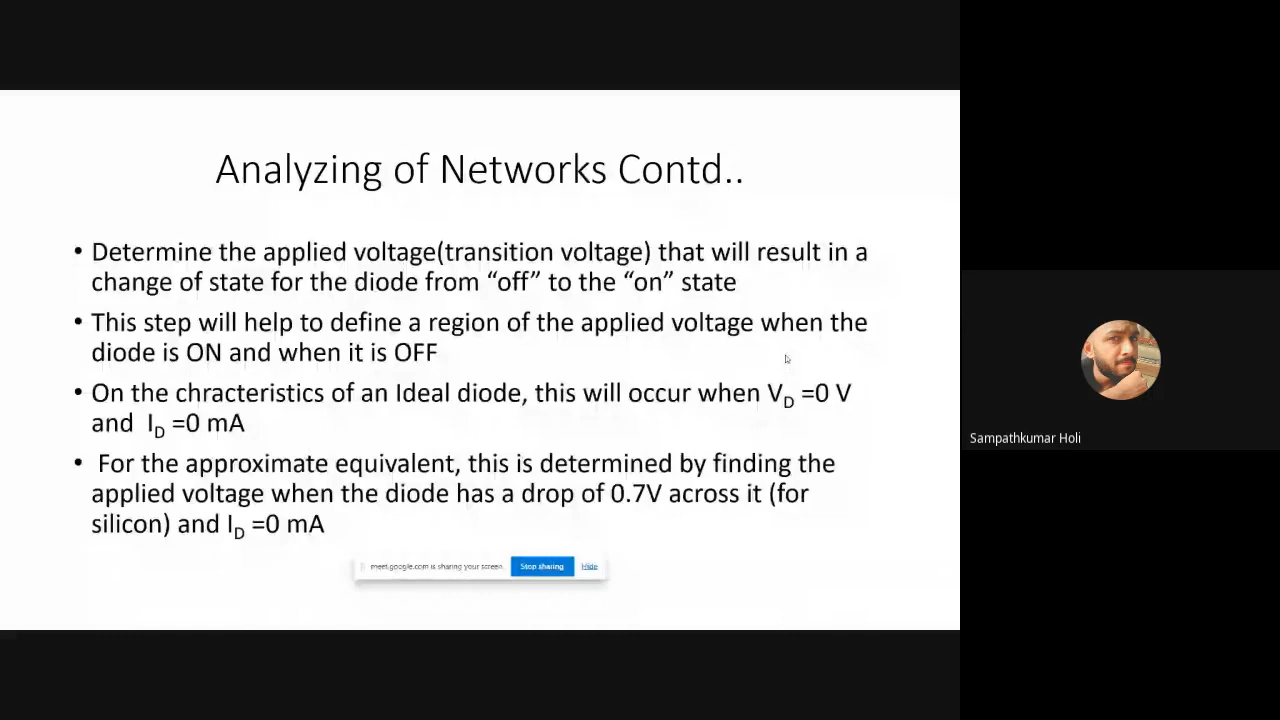 Analyzing of Networks Contd..
• Determine the applied voltage(transition voltage) that will result in a
change of state for the diode from “off” to the “on” state
• This step will help to define a region of the applied voltage when the
diode is ON and when it is OFF
• On the chracteristics of an Ideal diode, this will occur when VD =0 V
and ID =0 mA
• For the approximate equivalent, this is determined by finding the
applied voltage when the diode has a drop of 0.7V across it (for
silicon) and ID =0 mA
meet.google.com is sharing your screen. Stop sharing Hide
Sampathkumar Holi